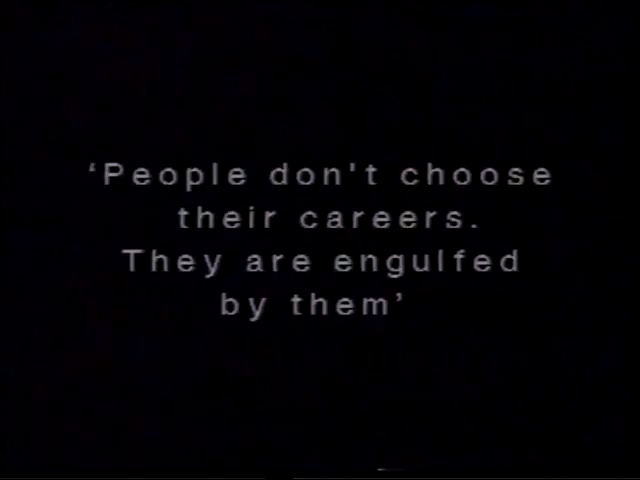 ‘People don't choose
their careers.
They are engulfed
by them’